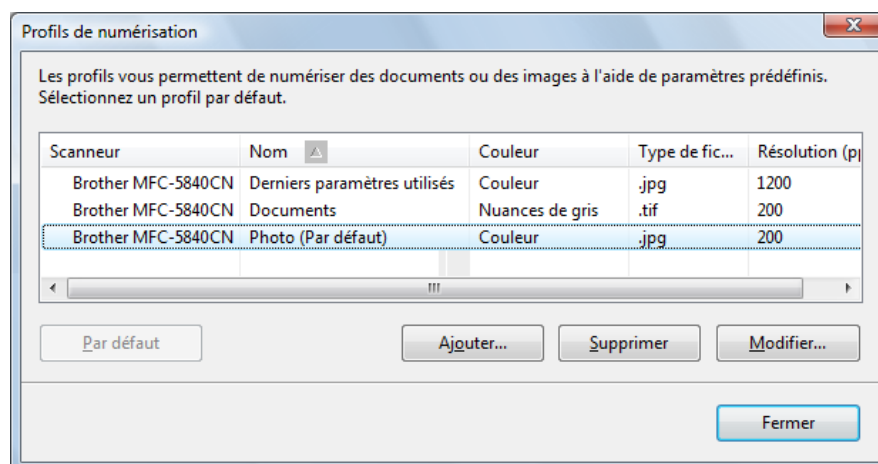 Profils de numérisation
Les profils vous permettent de numériser des documents ou des images à l'aide de paramètres prédéfinis.
Sélectionnez un profil par défaut.
Scanneur Nom Couleur Type de fic... Résolution (pp
Brother MFC-5840CN Derniers paramètres utilisés Couleur .jpg 1200
Brother MFC-5840CN Documents Nuances de gris .tif 200
Brother MFC-5840CN Photo (Par défaut) Couleur .jpg 200
Par défaut Ajouter... Supprimer Modifier...
Fermer